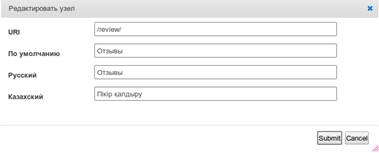 Редактировать узел
URI
/review/
По умолчанию
Отзывы
Русский
Отзывы
Казахский
Пікір қалдыру
Submit Cancel